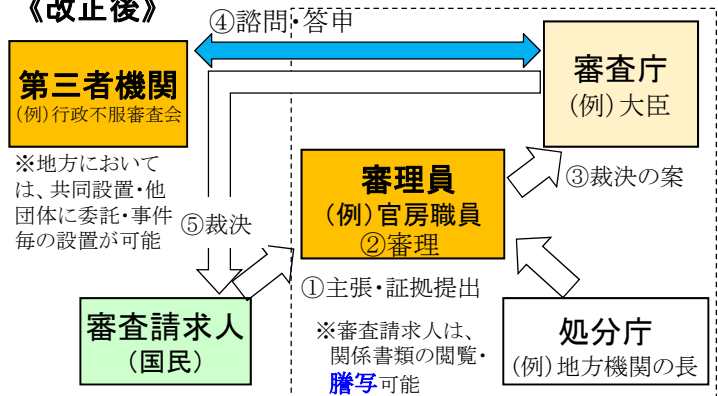 《改正後》
④諮問・答申
第三者機関
(例)行政不服審査会
審査庁
(例)大臣
※地方において
は、共同設置・他
団体に委託・事件
毎の設置が可能
⑤裁決
審理員
(例)官房職員
②審理
③裁決の案
①主張・証拠提出
審査請求人
(国民)
※審査請求人は、
関係書類の閲覧・
謄写可能
処分庁
(例)地方機関の長